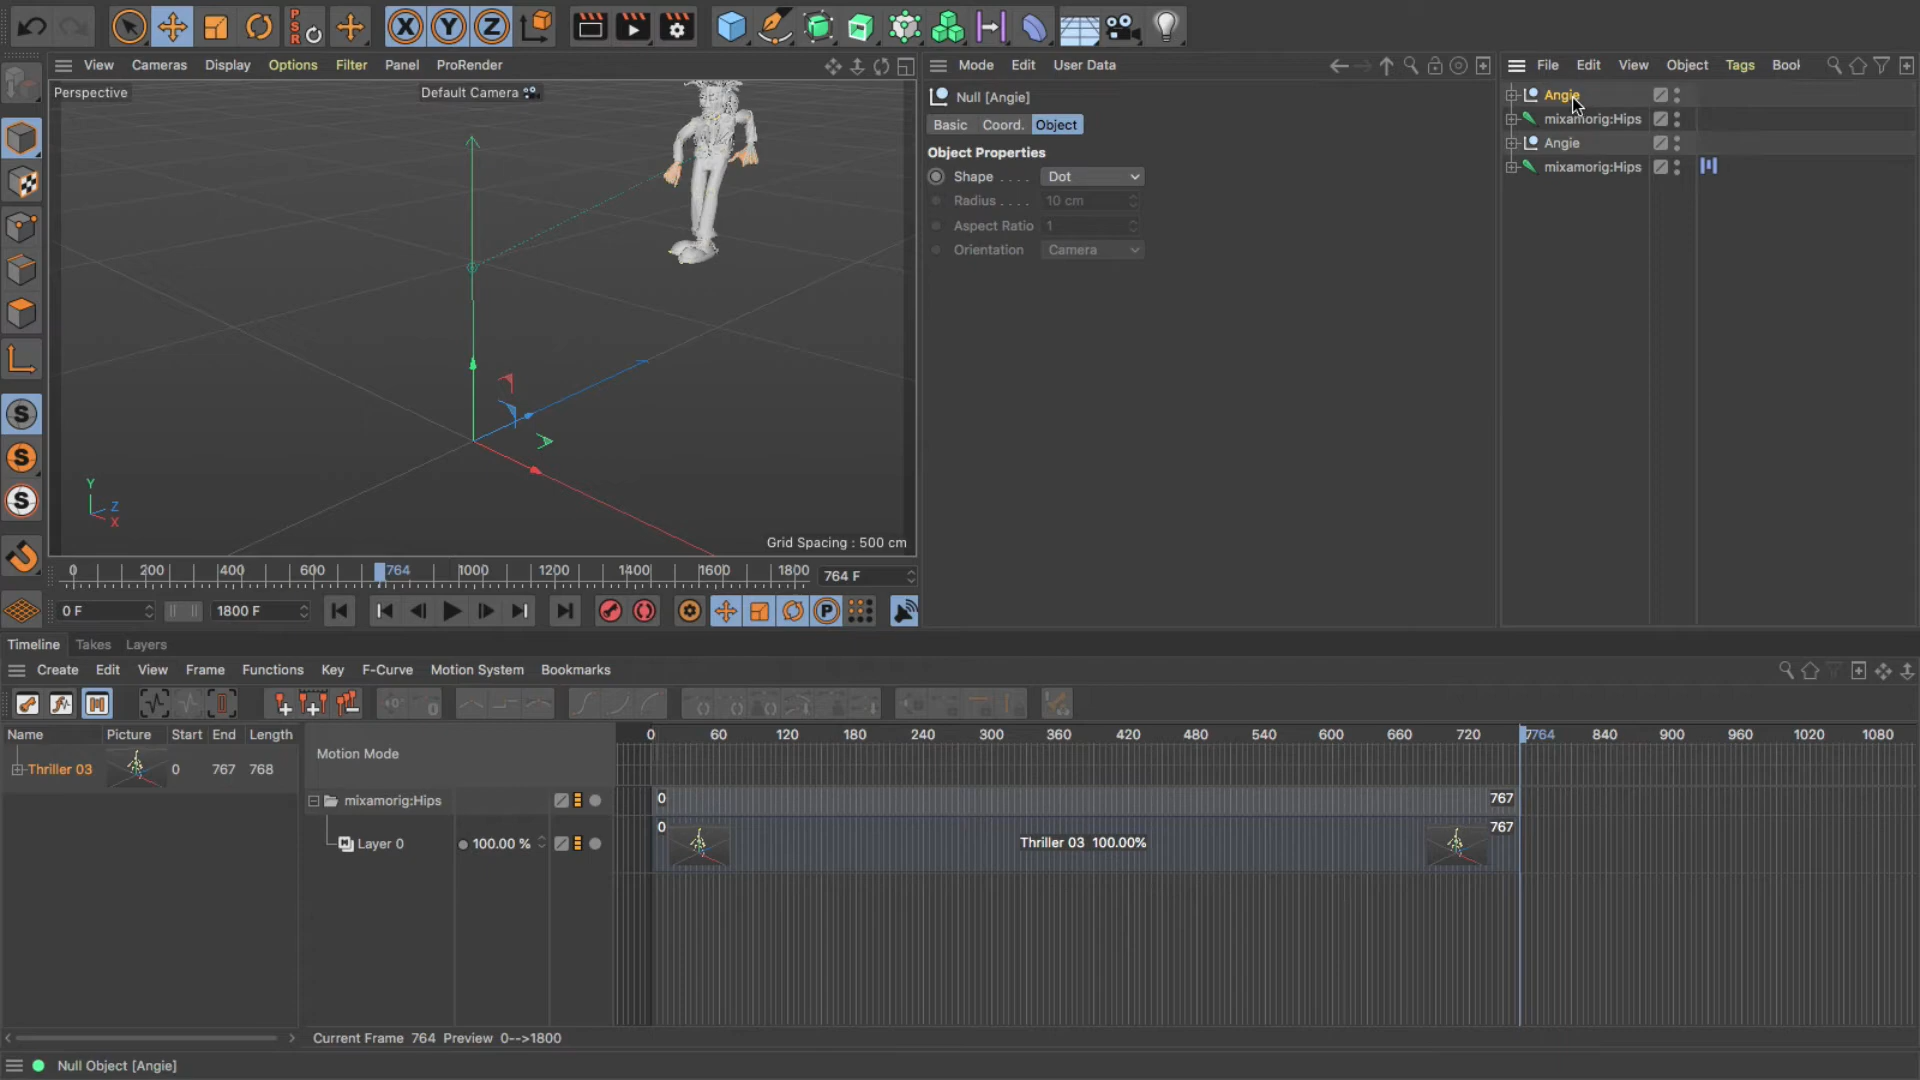 PSR
X Y Z
View Cameras Display Options Filter Panel ProRender
Mode Edit User Data
File Edit View Object Tags Bool
Perspective
Default Camera
Null [Angie]
Basic Coord. Object
Object Properties
Shape . . . . Dot
Radius . . . . 10 cm
Aspect Ratio 1
Orientation Camera
Angie
mixamorig:Hips
Angie
mixamorig:Hips
S
S
S
Y
Z
X
Grid Spacing : 500 cm
0 200 400 600 764 1000 1200 1400 1600 1800 764 F
0 F 1800 F P
Timeline Takes Layers
Create Edit View Frame Functions Key F-Curve Motion System Bookmarks
Name Picture Start End Length
0 60 120 180 240 300 360 420 480 540 600 660 720 7764 840 900 960 1020 1080
Motion Mode
Thriller 03 0 767 768
mixamorig:Hips 0 767
Layer 0 100.00 % 0 Thriller 03 100.00% 767
Current Frame 764 Preview 0-->1800
Null Object [Angie]